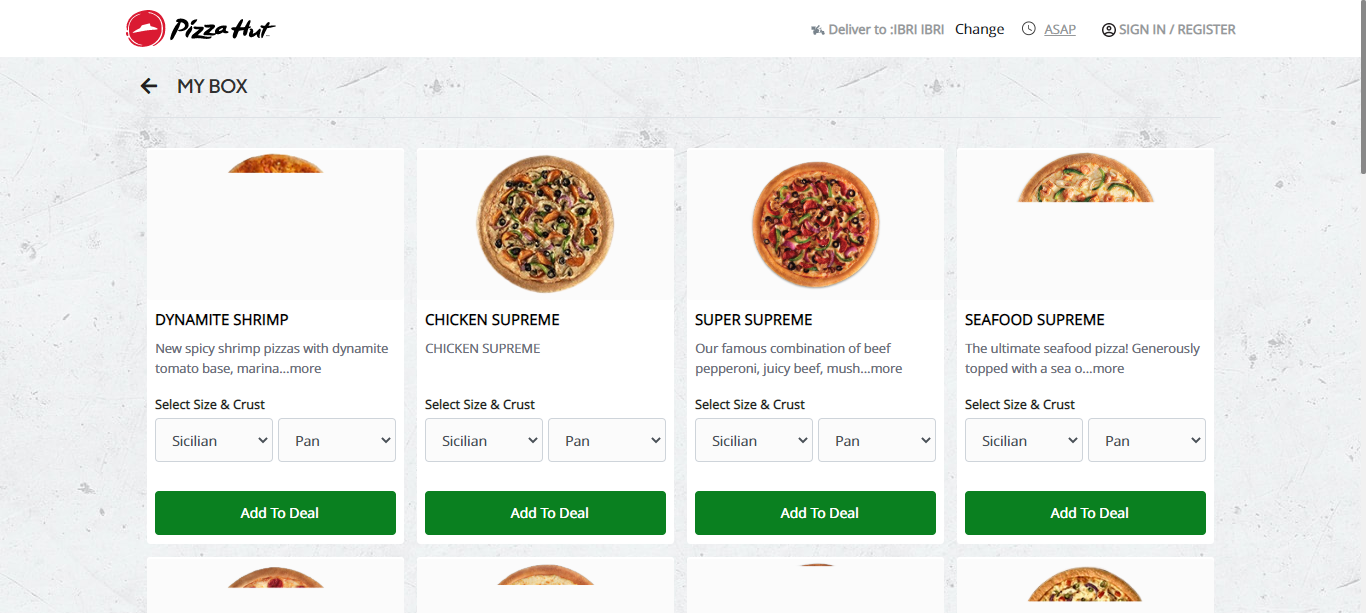 Pizza Hut
Deliver to :IBRI IBRI Change ASAP SIGN IN / REGISTER
MY BOX
DYNAMITE SHRIMP
New spicy shrimp pizzas with dynamite
tomato base, marina...more
Select Size & Crust
Sicilian Pan
Add To Deal
CHICKEN SUPREME
CHICKEN SUPREME
Select Size & Crust
Sicilian Pan
Add To Deal
SUPER SUPREME
Our famous combination of beef
pepperoni, juicy beef, mush...more
Select Size & Crust
Sicilian Pan
Add To Deal
SEAFOOD SUPREME
The ultimate seafood pizza! Generously
topped with a sea o...more
Select Size & Crust
Sicilian Pan
Add To Deal